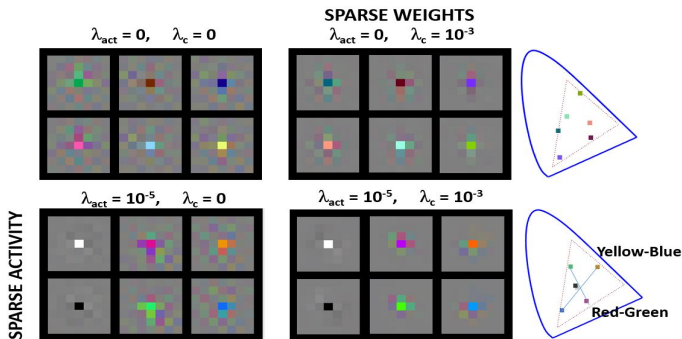 SPARSE WEIGHTS
λact = 0, λc = 0
λact = 0, λc = 10-3
λact = 10-5, λc = 0
λact = 10-5, λc = 10-3
SPARSE ACTIVITY
Yellow-Blue
Red-Green